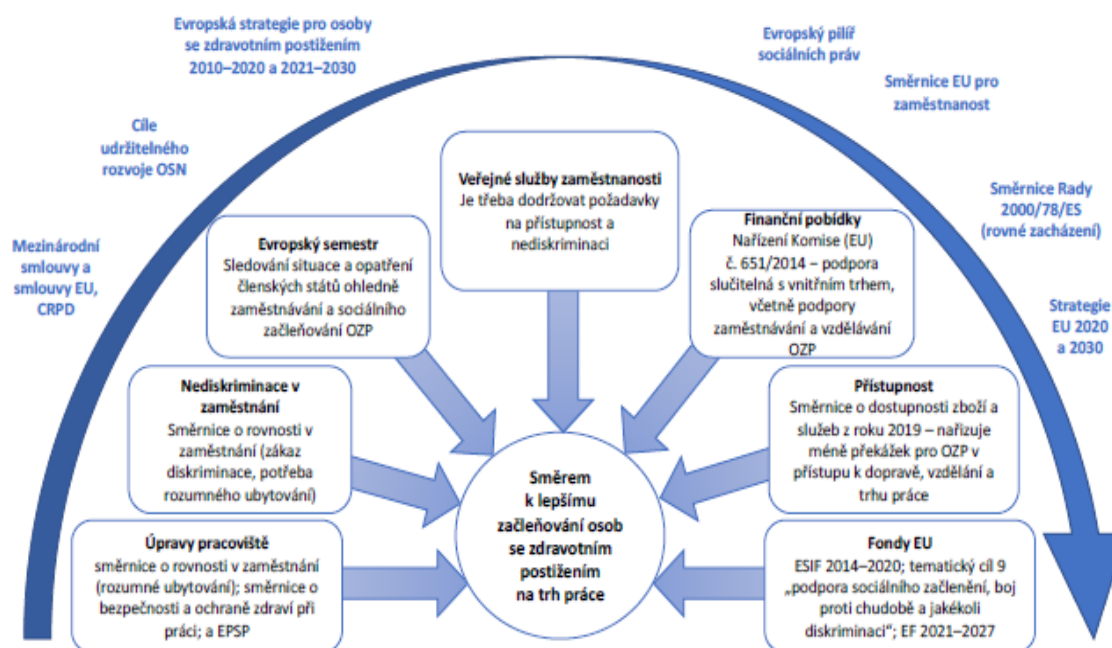 Evropská strategie pro osoby
se zdravotním postižením
2010–2020 a 2021–2030
Evropský pilíř
sociálních práv
Směrnice EU pro
zaměstnanost
Cíle
udržitelného
rozvoje OSN
Směrnice Rady
2000/78/ES
(rovné zacházení)
Mezinárodní
smlouvy a
smlouvy EU,
CRPD
Strategie
EU 2020
a 2030
Veřejné služby zaměstnanosti
Je třeba dodržovat požadavky
na přístupnost a
nediskriminaci
Evropský semestr
Sledování situace a opatření
členských států ohledně
zaměstnávání a sociálního
začleňování OZP
Finanční pobídky
Nařízení Komise (EU)
č. 651/2014 – podpora
slučitelná s vnitřním trhem,
včetně podpory
zaměstnávání a vzdělávání
OZP
Nediskriminace v
zaměstnání
Směrnice o rovnosti v
zaměstnání (zákaz
diskriminace, potřeba
rozumného ubytování)
Přístupnost
Směrnice o dostupnosti zboží a
služeb z roku 2019 – nařizuje
méně překážek pro OZP v
přístupu k dopravě, vzdělání a
trhu práce
Úpravy pracoviště
směrnice o rovnosti v zaměstnání
(rozumné ubytování); směrnice o
bezpečnosti a ochraně zdraví při
práci; a EPSP
Směrem
k lepšímu
začleňování osob
se zdravotním
postižením
na trh práce
Fondy EU
ESIF 2014–2020; tematický cíl 9
„podpora sociálního začlenění, boj
proti chudobě a jakékoli
diskriminaci“; EF 2021–2027